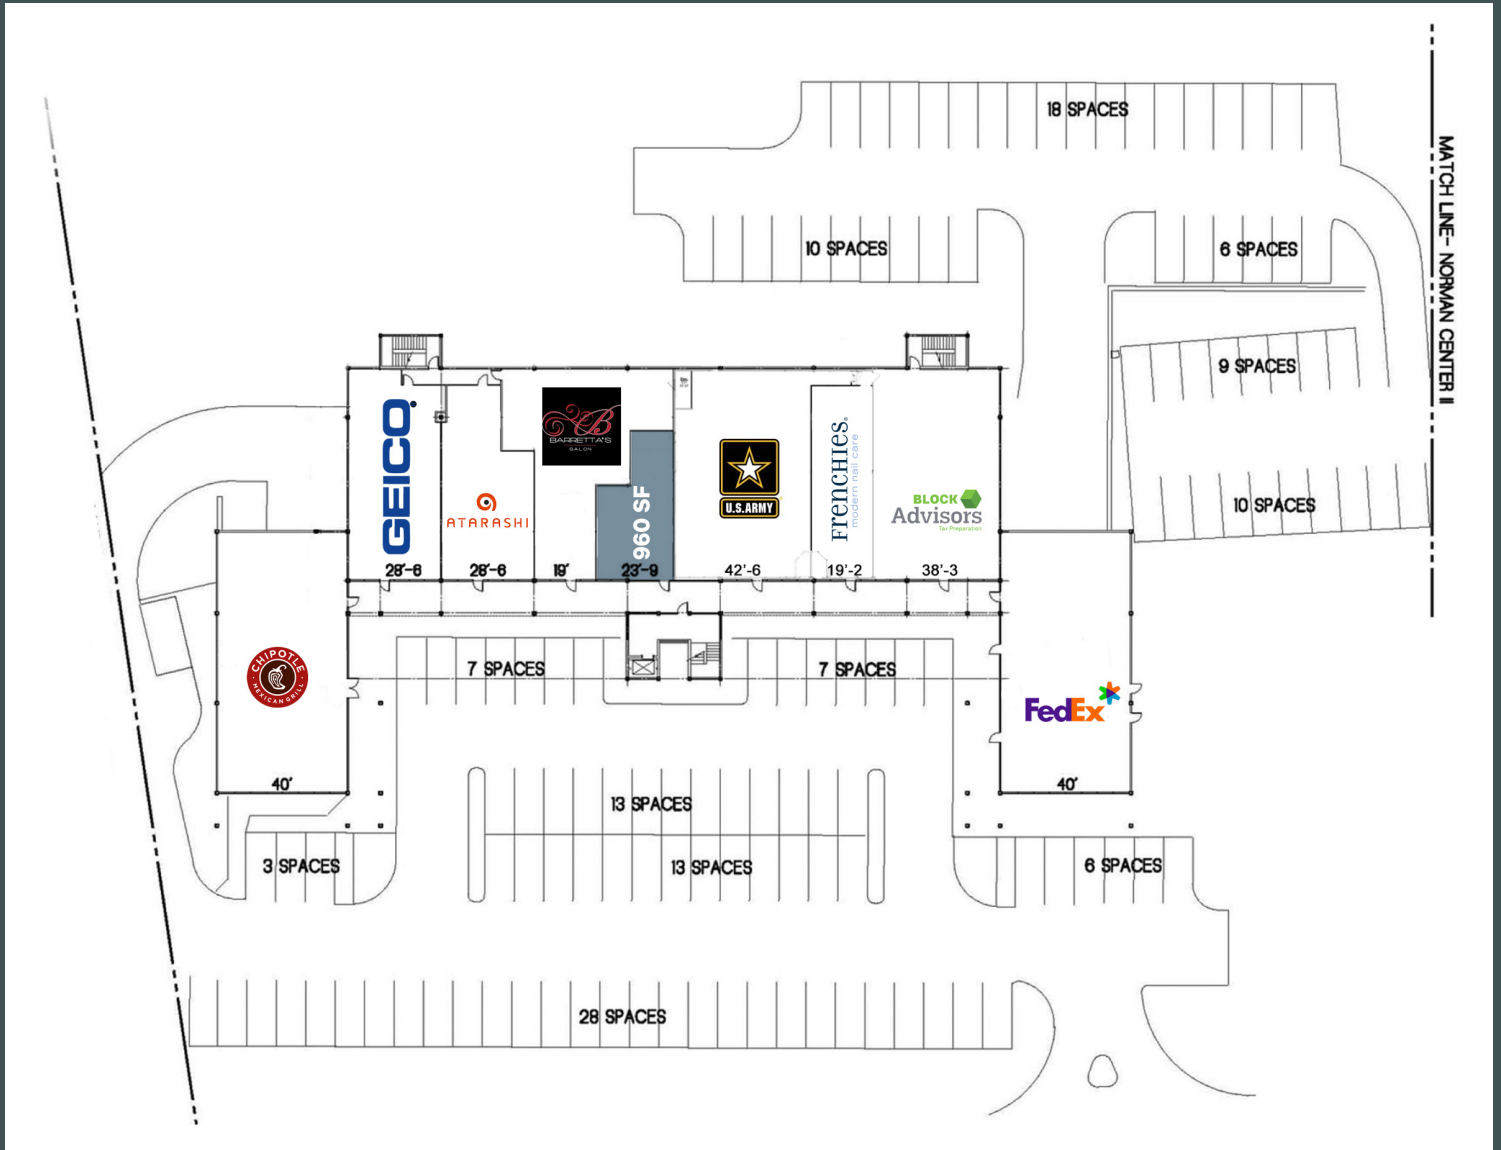 18 SPACES
MATCH LINE- NORMAN CENTER II
10 SPACES
6 SPACES
9 SPACES
10 SPACES
GEICO
ATARASHI
B
BARRETTA'S
SALON
960 SF
U.S.ARMY
FRENCHIES.
modern nail care
BLOCK
Advisors
Tax Preparation
28'-6
28'-6
19'
23'-9
42'-6
19'-2
38'-3
CHIPOTLE
MEXICAN GRILL
7 SPACES
7 SPACES
FedEx
40'
40'
13 SPACES
13 SPACES
3 SPACES
6 SPACES
28 SPACES